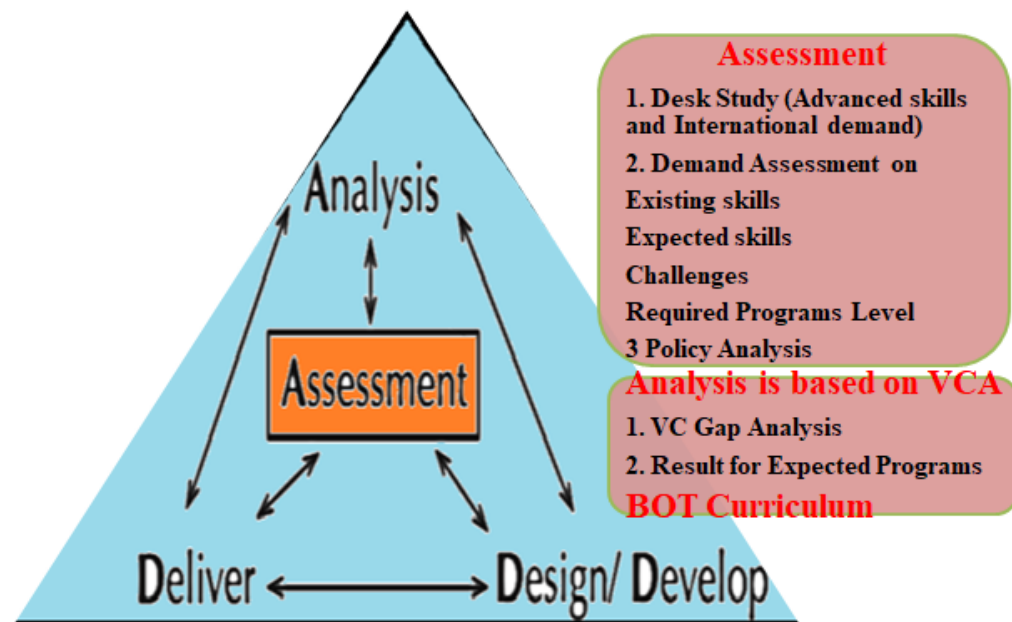 Analysis
Assessment
Deliver
Design/ Develop
Assessment
1. Desk Study (Advanced skills
and International demand)
2. Demand Assessment on
Existing skills
Expected skills
Challenges
Required Programs Level
3 Policy Analysis
Analysis is based on VCA
1. VC Gap Analysis
2. Result for Expected Programs
BOT Curriculum